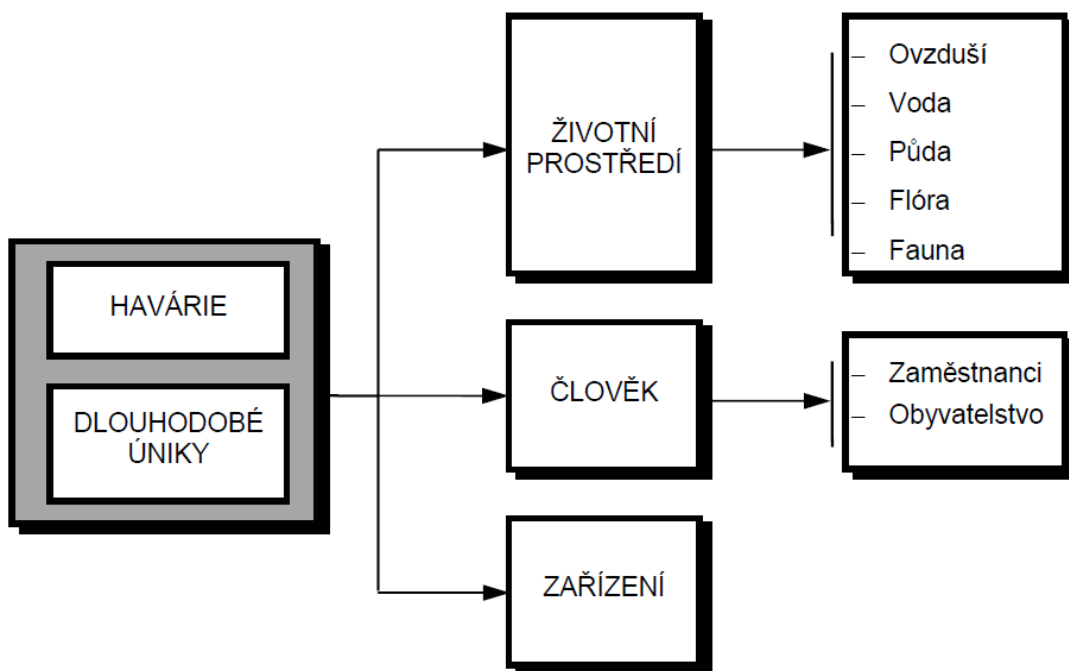 HAVÁRIE
DLOUHODOBÉ
ÚNIKY
ŽIVOTNÍ
PROSTŘEDÍ
– Ovzduší
– Voda
– Půda
– Flóra
– Fauna
ČLOVĚK
– Zaměstnanci
– Obyvatelstvo
ZAŘÍZENÍ